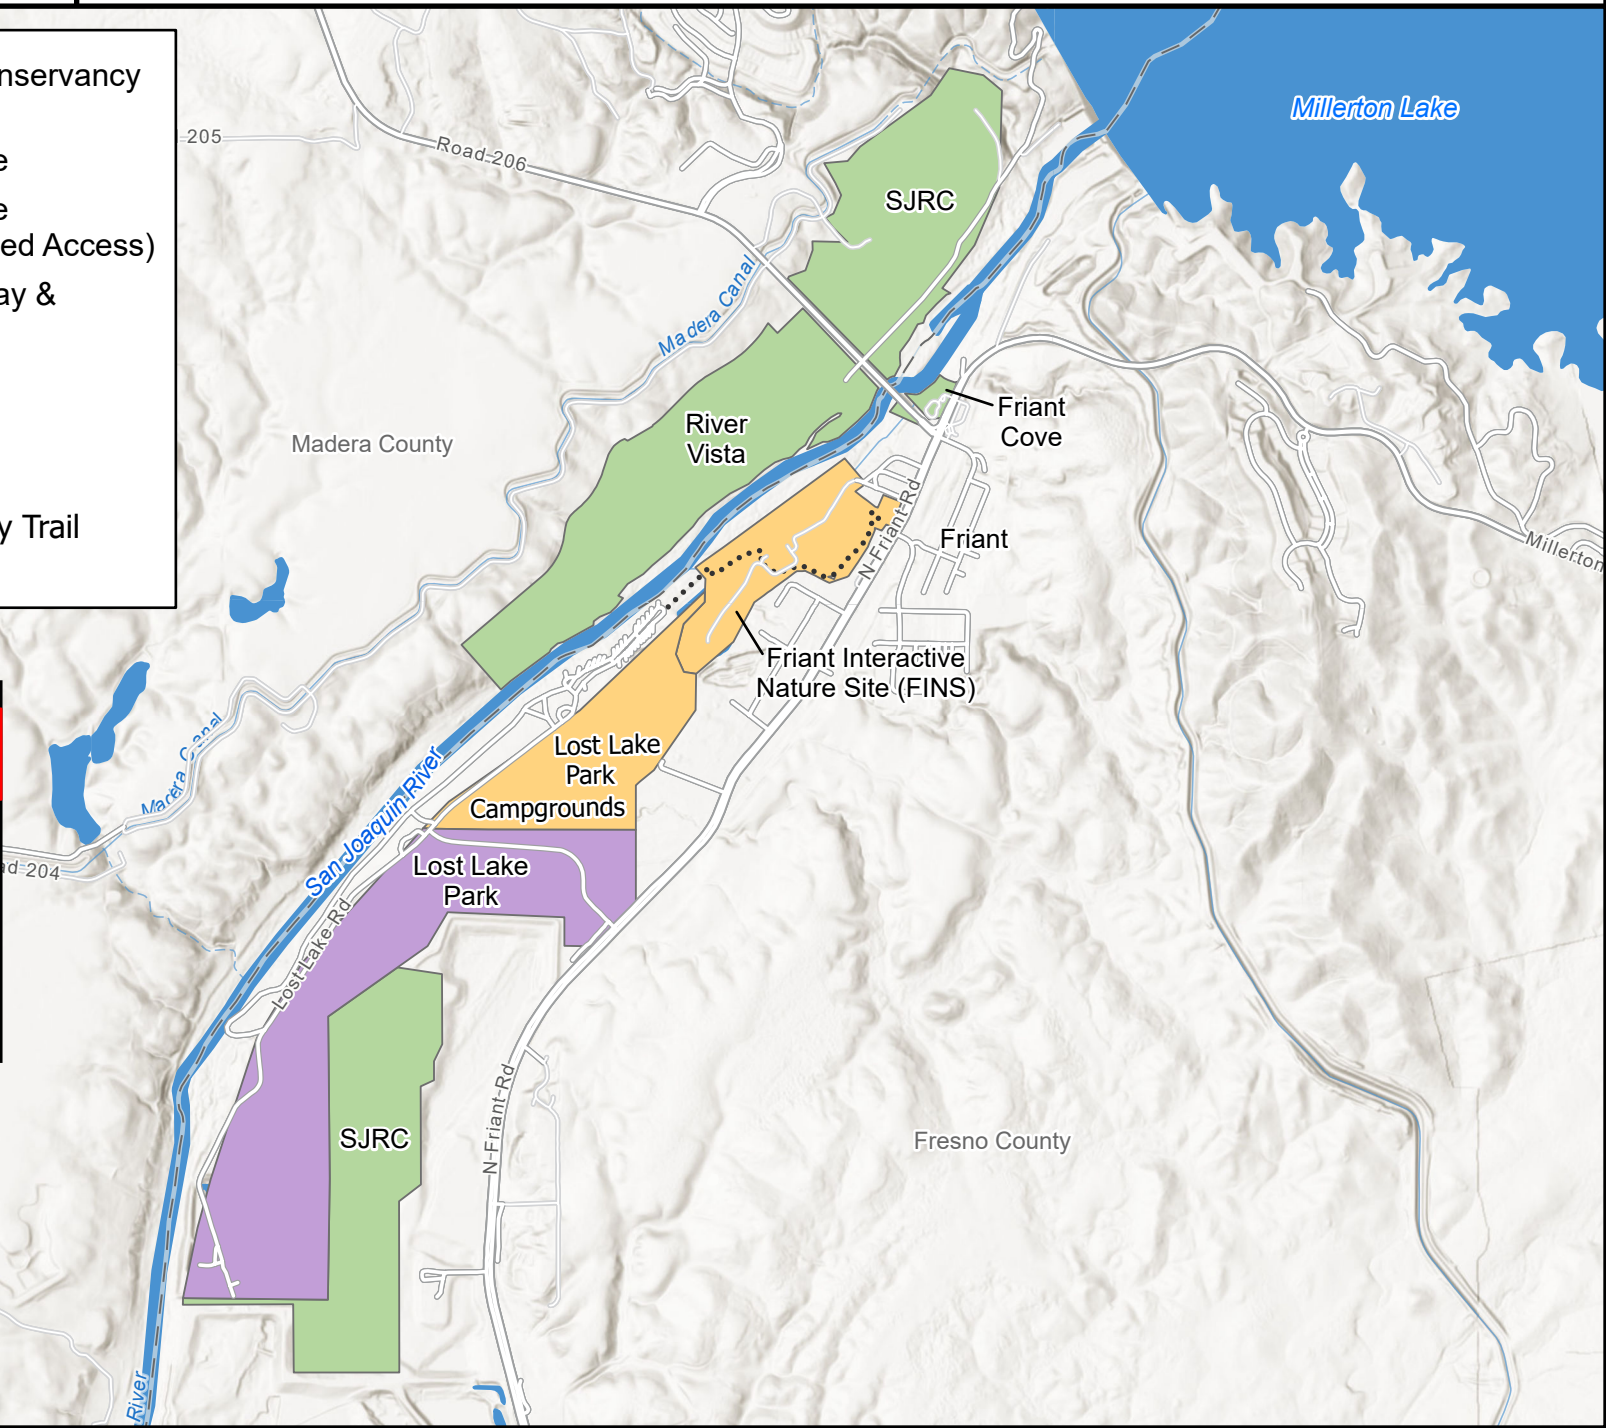 nservancy
e
e
ed Access)
ay &
y Trail
205
Road 206
Millerton Lake
SJRC
Madera Canal
Madera County
River
Vista
Friant
Cove
N-Friant-Rd
Friant
Millerton
Friant Interactive
Nature Site (FINS)
Madera Canal
San Joaquin River
Lost Lake
Park
Campgrounds
ad 204
Lost Lake
Park
Lost Lake-Rd
N-Friant-Rd
SJRC
Fresno County
River